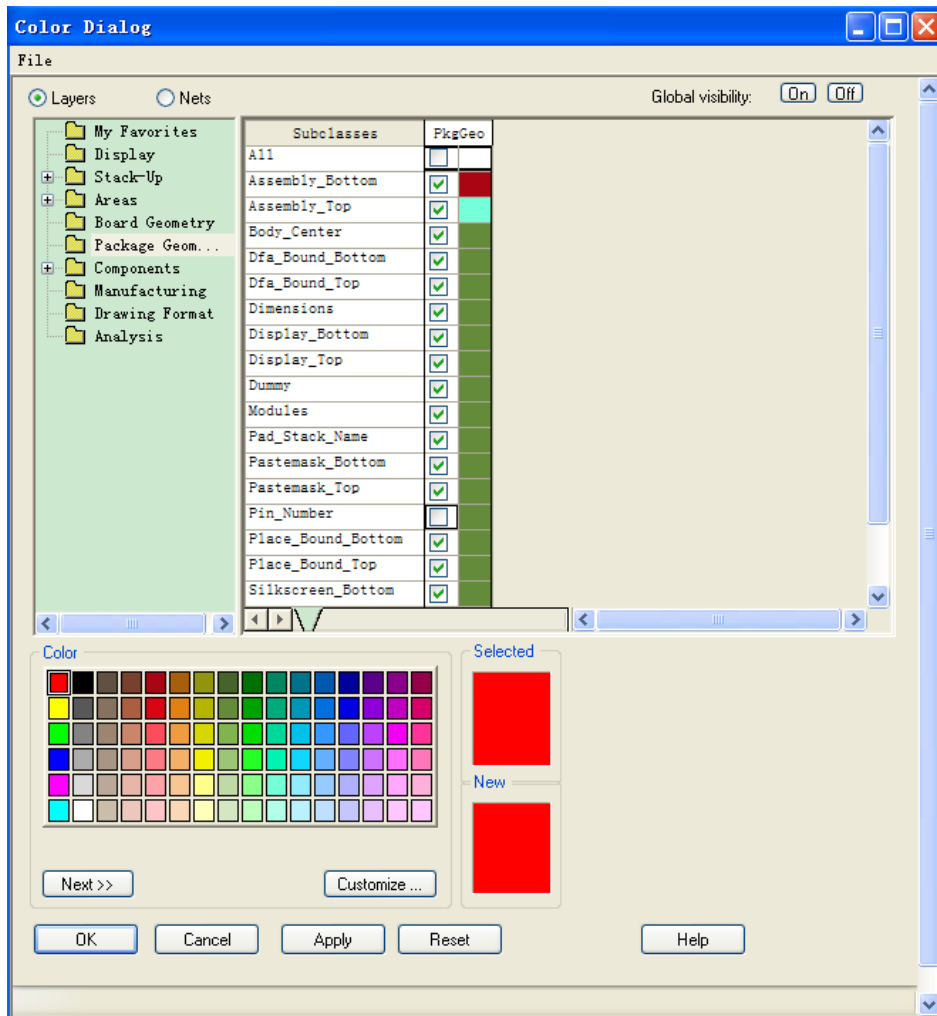 Color Dialog
File
Layers
Nets
Global visibility:
On
Off
My Favorites
Display
Stack-Up
Areas
Board Geometry
Package Geom...
Components
Manufacturing
Drawing Format
Analysis
Subclasses
PkgGeo
All
Assembly_Bottom
Assembly_Top
Body_Center
Dfa_Bound_Bottom
Dfa_Bound_Top
Dimensions
Display_Bottom
Display_Top
Dummy
Modules
Pad_Stack_Name
Pastemask_Bottom
Pastemask_Top
Pin_Number
Place_Bound_Bottom
Place_Bound_Top
Silkscreen_Bottom
Color
Selected
New
Next >>
Customize ...
OK
Cancel
Apply
Reset
Help